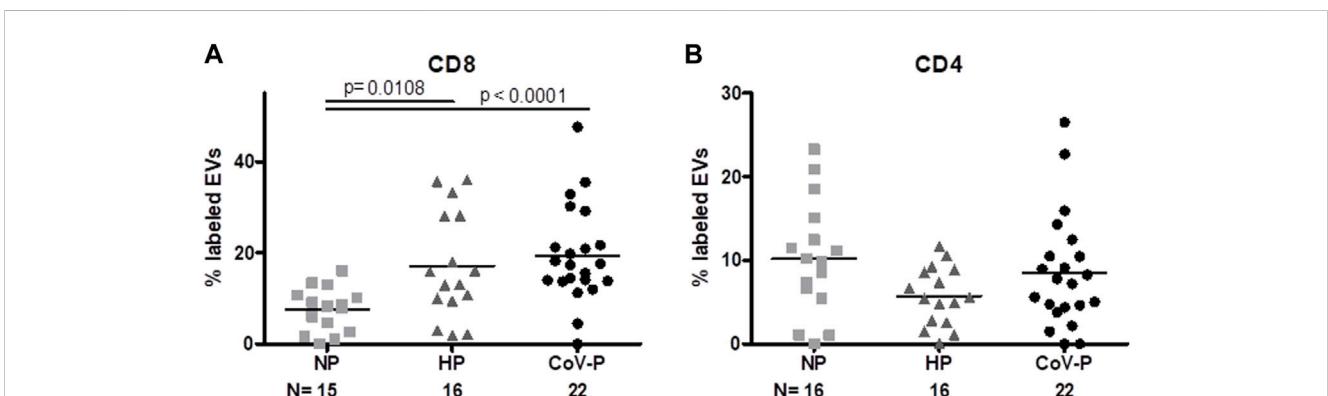 A
CD8
p=0.0108
p<0.0001
% labeled EVs
40
20
0
NP HP CoV-P
N= 15 16 22
B
CD4
% labeled EVs
30
20
10
0
NP HP CoV-P
N= 16 16 22